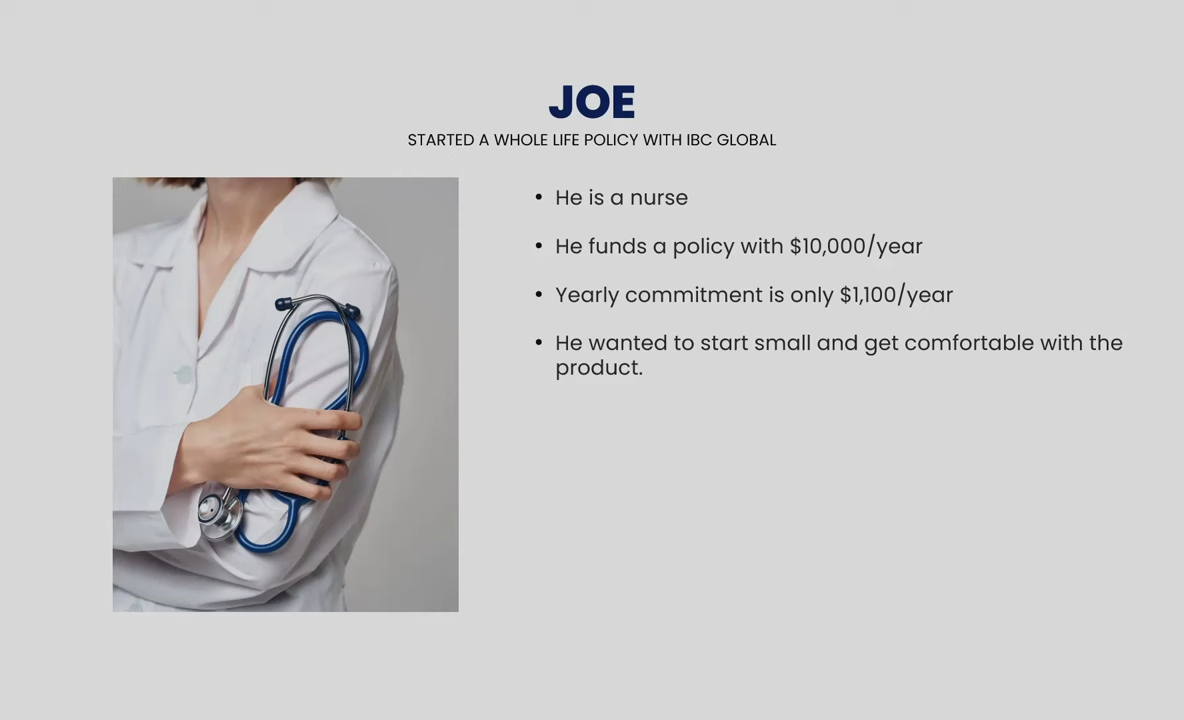 JOE
STARTED A WHOLE LIFE POLICY WITH IBC GLOBAL
• He is a nurse
• He funds a policy with $10,000/year
• Yearly commitment is only $1,100/year
• He wanted to start small and get comfortable with the
product.